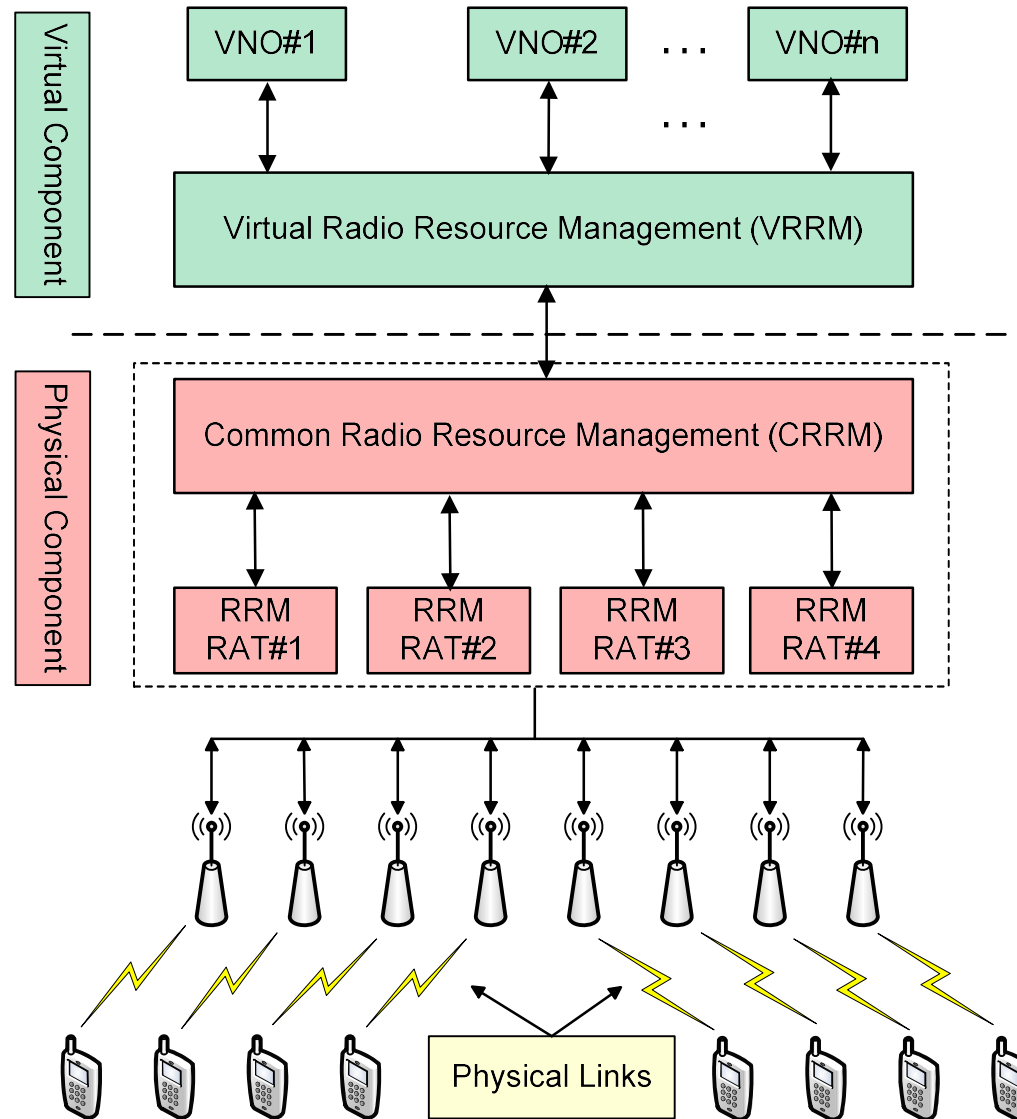 Virtual Component
VNO#1
VNO#2
...
VNO#n
...
Virtual Radio Resource Management (VRRM)
Physical Component
Common Radio Resource Management (CRRM)
RRM
RAT#1
RRM
RAT#2
RRM
RAT#3
RRM
RAT#4
Physical Links